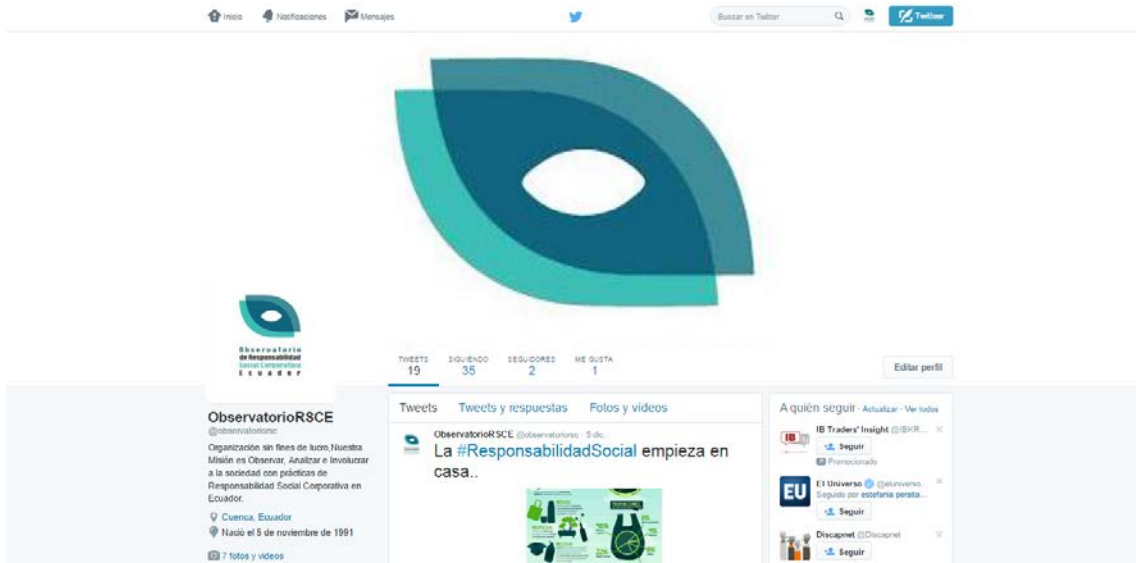 Inicio Notificaciones Mensajes Buscar en Twitter Twittear
Observatorio
de Responsabilidad
Social Corporativa
Ecuador
TWEETS SIGUIENDO SEGUIDORES ME GUSTA
19 35 2 1
Editar perfil
ObservatorioRSCE
@observatoriorsc
Organización sin fines de lucro,Nuestra
Misión es Observar, Analizar e Involucrar
a la sociedad con prácticas de
Responsabilidad Social Corporativa en
Ecuador.
Cuenca, Ecuador
Nació el 5 de noviembre de 1991
7 fotos y videos
Tweets Tweets y respuestas Fotos y videos
ObservatorioRSCE @observatoriorsc · 5 dic.
La #ResponsabilidadSocial empieza en
casa..
A quién seguir · Actualizar · Ver todos
IB Traders' Insight @IBKR...
Seguir
Promocionado
EU
El Universo @eluniverso
Seguido por estefania peralta...
Seguir
Discapnet @Discapnet
Seguir